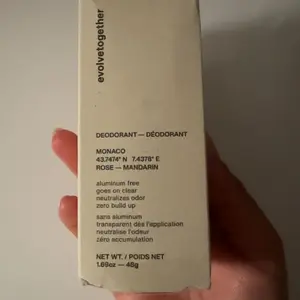 evolvetogether
DEODORANT — DÉODORANT
MONACO
43.7474° N 7.4378° E
ROSE — MANDARIN
aluminum free
goes on clear
neutralizes odor
zero build up
sans aluminum
transparent dès l'application
neutralise l'odeur
zéro accumulation
NET WT. / POIDS NET
1.69oz — 48g